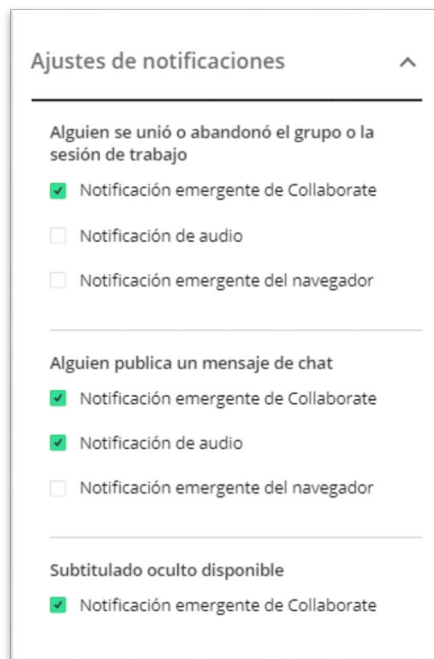 Ajustes de notificaciones
Alguien se unió o abandonó el grupo o la
sesión de trabajo
Notificación emergente de Collaborate
Notificación de audio
Notificación emergente del navegador
Alguien publica un mensaje de chat
Notificación emergente de Collaborate
Notificación de audio
Notificación emergente del navegador
Subtitulado oculto disponible
Notificación emergente de Collaborate